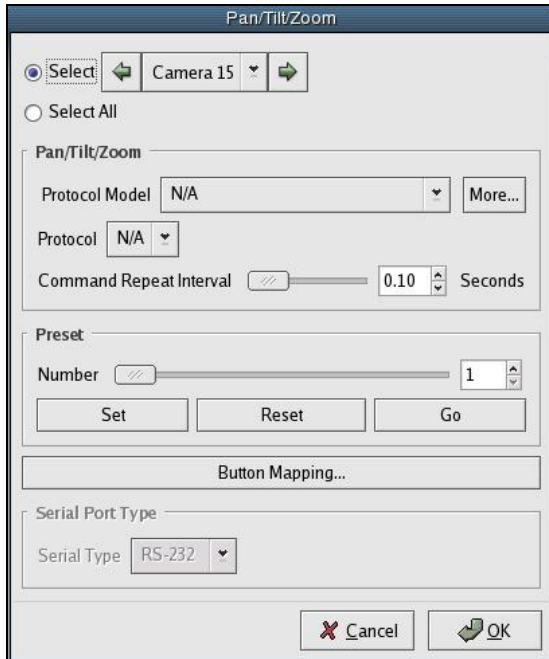 Pan/Tilt/Zoom
Select Camera 15
Select All
Pan/Tilt/Zoom
Protocol Model N/A More...
Protocol N/A
Command Repeat Interval 0.10 Seconds
Preset
Number 1
Set Reset Go
Button Mapping...
Serial Port Type
Serial Type RS-232
Cancel OK